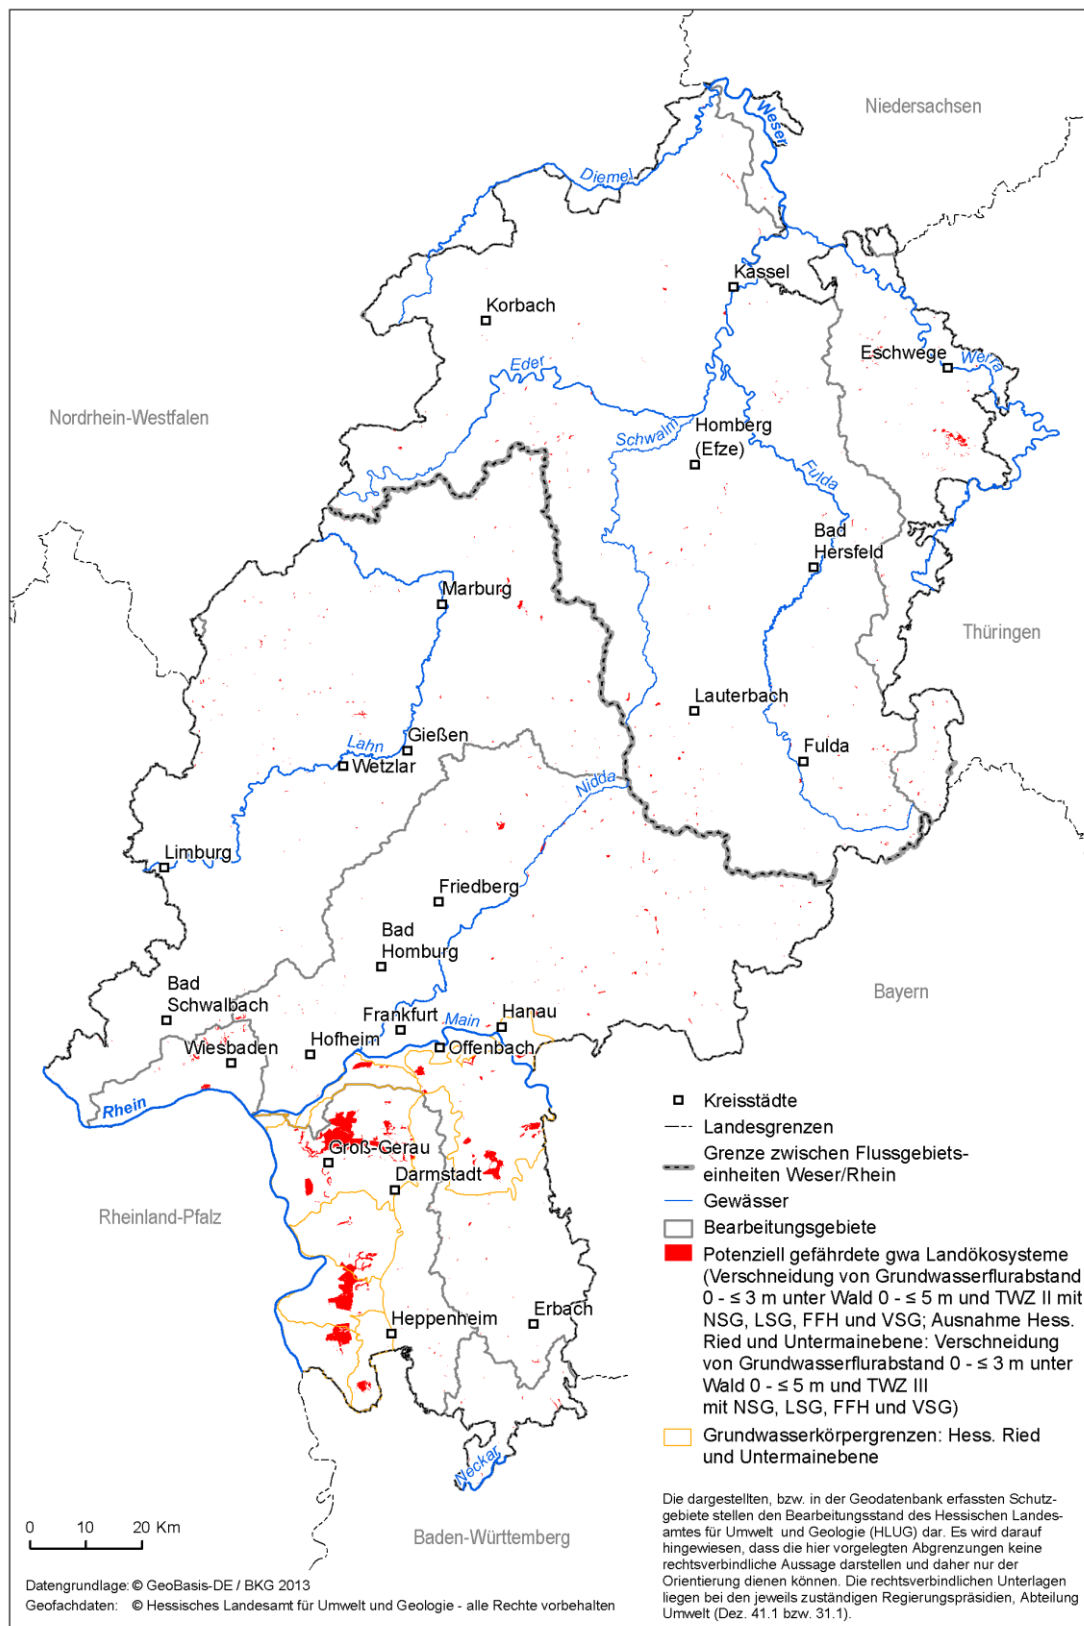 Niedersachsen
Weser
Diemel
Kassel
Korbach
Eschwege
Werra
Eder
Nordrhein-Westfalen
Homberg
(Efze)
Schwalm
Fulda
Bad
Hersfeld
Marburg
Thüringen
Lauterbach
Gießen
Lahn
Wetzlar
Fulda
Nidda
Limburg
Friedberg
Bad
Homburg
Bayern
Bad
Schwalbach
Frankfurt
Main
Hanau
Hofheim
Offenbach
Wiesbaden
Rhein
Groß-Gerau
Darmstadt
Rheinland-Pfalz
Erbach
Heppenheim
Neckar
Baden-Württemberg
Kreisstädte
Landesgrenzen
Grenze zwischen Flussgebiets-
einheiten Weser/Rhein
Gewässer
Bearbeitungsgebiete
Potenziell gefährdete gwa Landökosysteme
(Verschneidung von Grundwasserflurabstand
0 - ≤ 3 m unter Wald 0 - ≤ 5 m und TWZ II mit
NSG, LSG, FFH und VSG; Ausnahme Hess.
Ried und Untermainebene: Verschneidung
von Grundwasserflurabstand 0 - ≤ 3 m unter
Wald 0 - ≤ 5 m und TWZ III
mit NSG, LSG, FFH und VSG)
Grundwasserkörpergrenzen: Hess. Ried
und Untermainebene
Die dargestellten, bzw. in der Geodatenbank erfassten Schutz-
gebiete stellen den Bearbeitungsstand des Hessischen Landes-
amtes für Umwelt und Geologie (HLUG) dar. Es wird darauf
hingewiesen, dass die hier vorgelegten Abgrenzungen keine
rechtsverbindliche Aussage darstellen und daher nur der
Orientierung dienen können. Die rechtsverbindlichen Unterlagen
liegen bei den jeweils zuständigen Regierungspräsidien, Abteilung
Umwelt (Dez. 41.1 bzw. 31.1).
0 10 20 Km
Datengrundlage: © GeoBasis-DE / BKG 2013
Geofachdaten: © Hessisches Landesamt für Umwelt und Geologie - alle Rechte vorbehalten